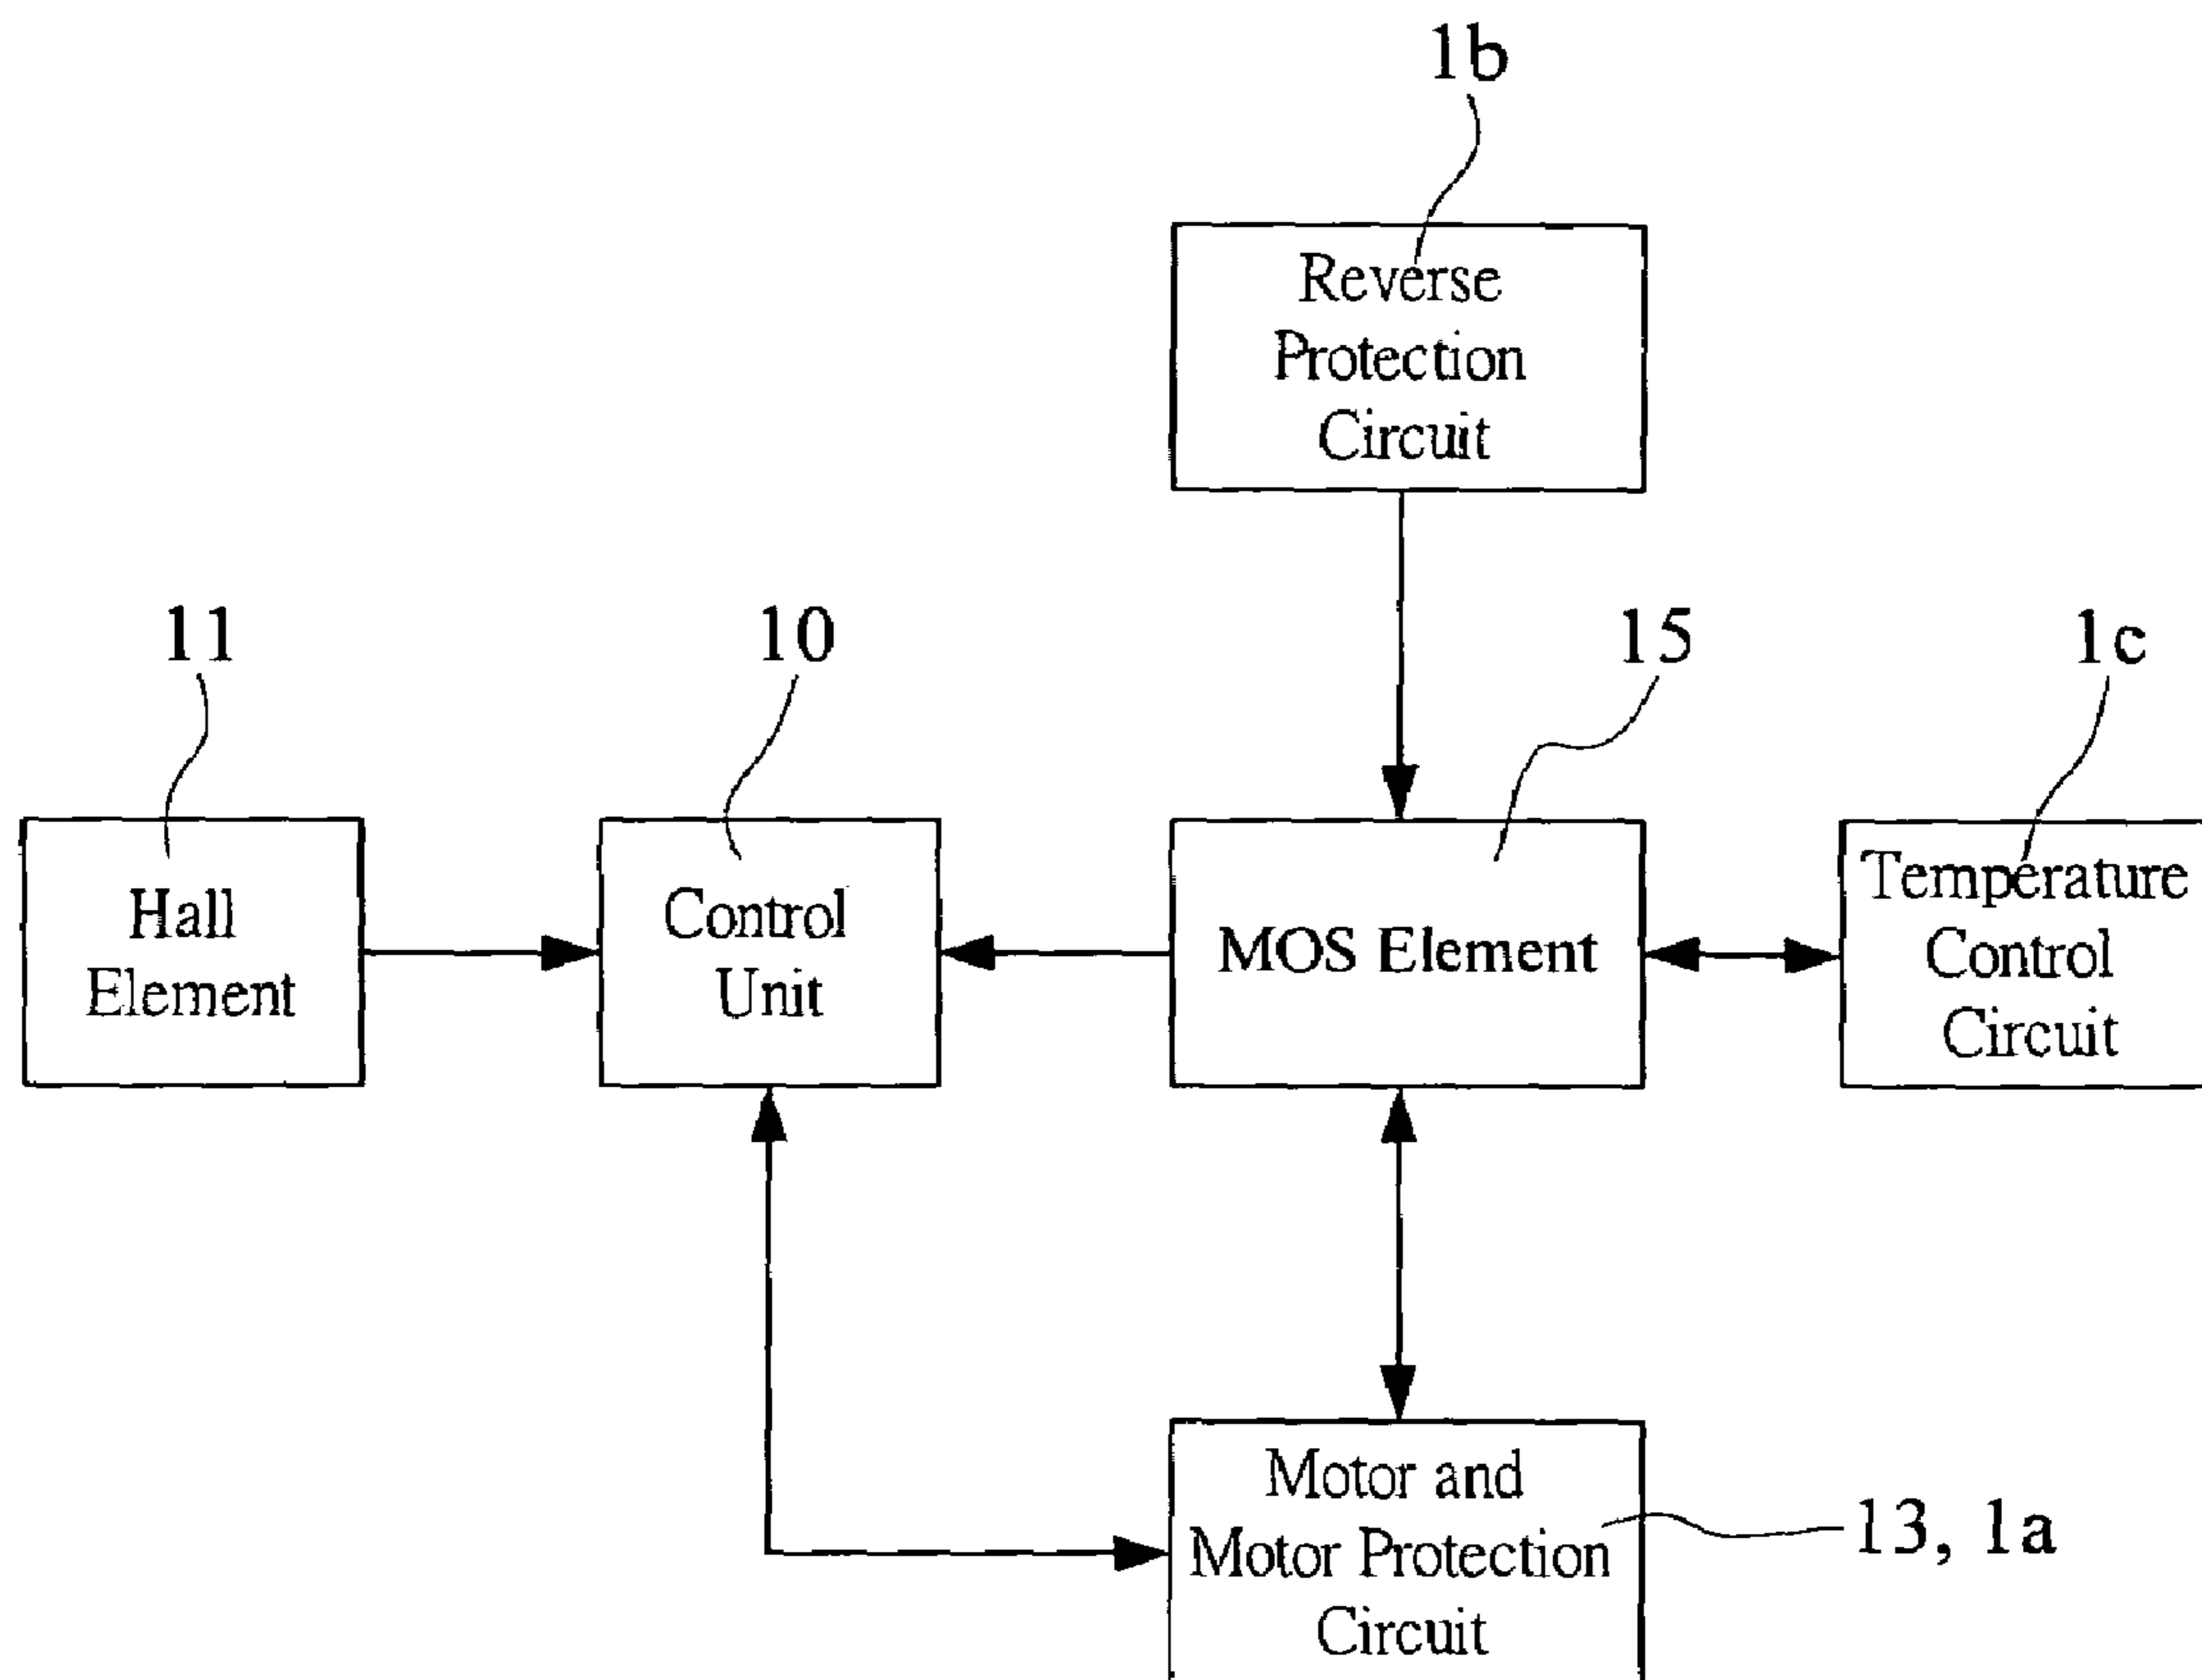 1b
Reverse
Protection
Circuit
11
10
15
1c
Hall
Element
Control
Unit
MOS Element
Temperature
Control
Circuit
Motor and
Motor Protection
Circuit
13, 1a